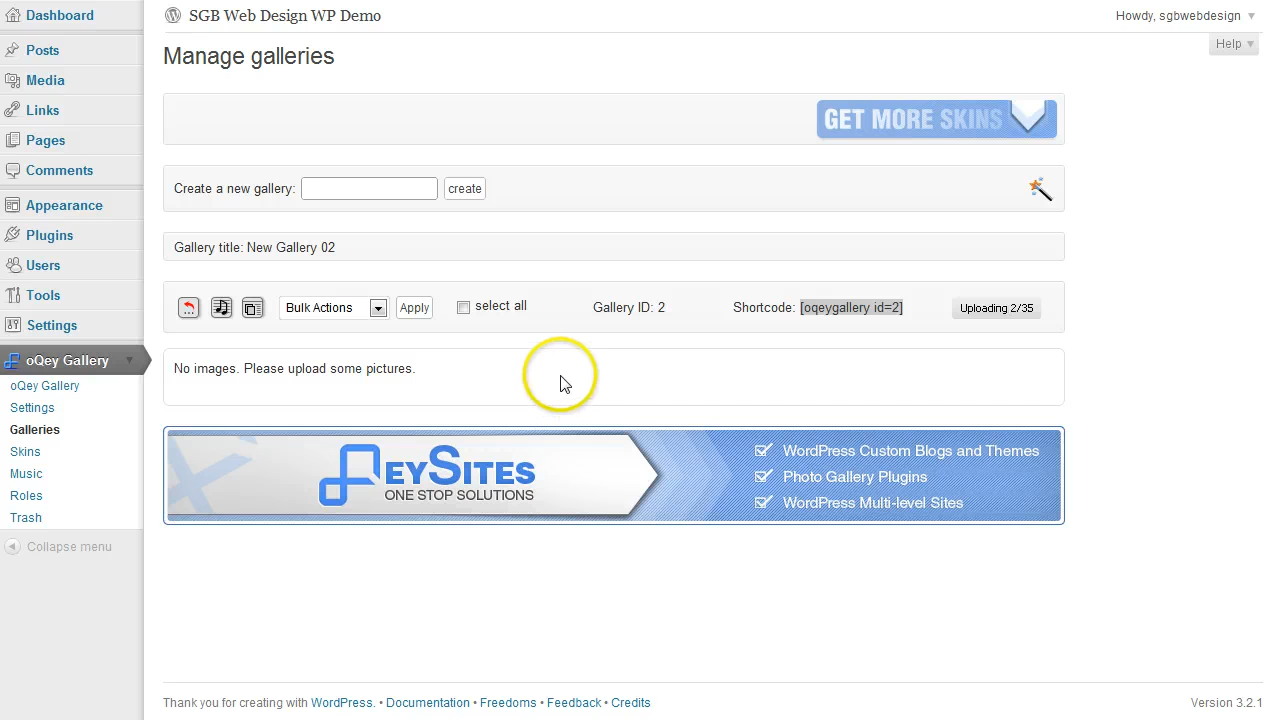 Dashboard
Posts
Media
Links
Pages
Comments
Appearance
Plugins
Users
Tools
Settings
oQey Gallery
oQey Gallery
Settings
Galleries
Skins
Music
Roles
Trash
Collapse menu
SGB Web Design WP Demo
Howdy, sgbwebdesign
Help
Manage galleries
GET MORE SKINS
Create a new gallery: create
Gallery title: New Gallery 02
Bulk Actions Apply select all Gallery ID: 2 Shortcode: [oqeygallery id=2] Uploading 2/35
No images. Please upload some pictures.
EYSITES
ONE STOP SOLUTIONS
WordPress Custom Blogs and Themes
Photo Gallery Plugins
WordPress Multi-level Sites
Thank you for creating with WordPress. • Documentation • Freedoms • Feedback • Credits
Version 3.2.1